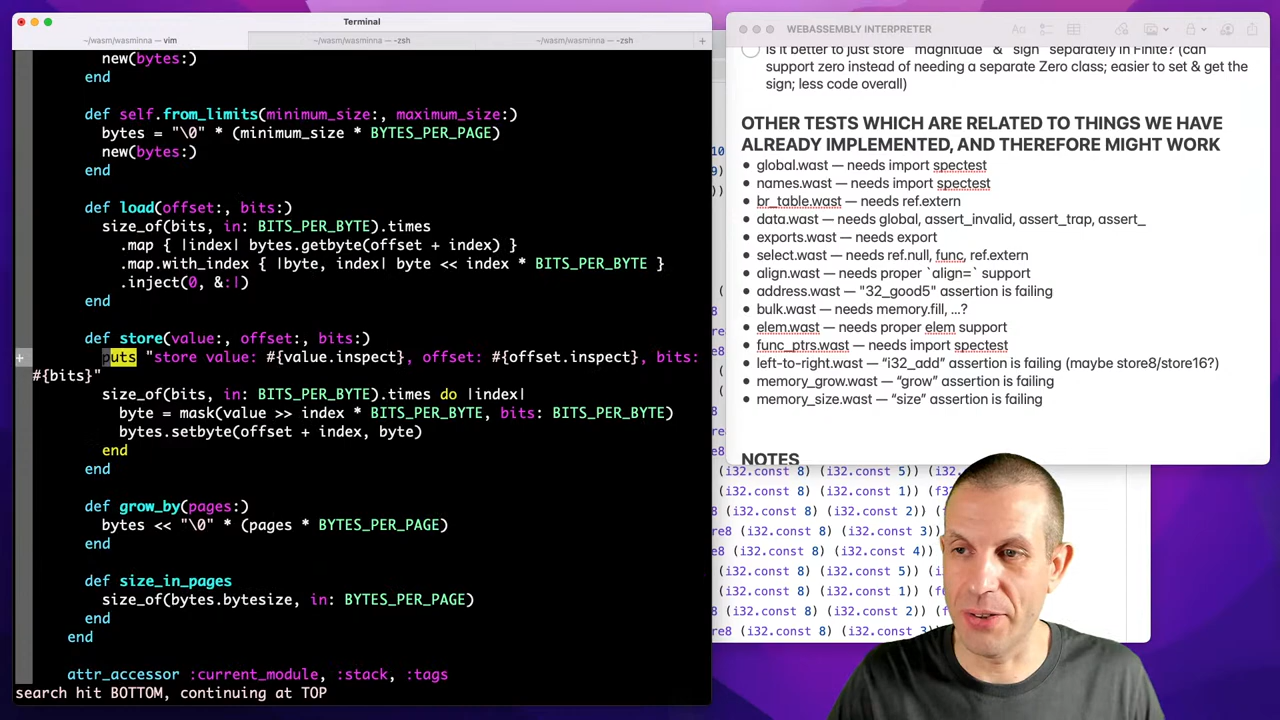 Terminal
~/wasm/wasminna — vim
~/wasm/wasminna — -zsh
~/wasm/wasminna — -zsh
+
new(bytes:)
end
def self.from_limits(minimum_size:, maximum_size:)
bytes = "\0" * (minimum_size * BYTES_PER_PAGE)
new(bytes:)
end
def load(offset:, bits:)
size_of(bits, in: BITS_PER_BYTE).times
.map { |index| bytes.getbyte(offset + index) }
.map.with_index { |byte, index| byte << index * BITS_PER_BYTE }
.inject(0, &:|)
end
def store(value:, offset:, bits:)
+ puts "store value: #{value.inspect}, offset: #{offset.inspect}, bits:
#{bits}"
size_of(bits, in: BITS_PER_BYTE).times do |index|
byte = mask(value >> index * BITS_PER_BYTE, bits: BITS_PER_BYTE)
bytes.setbyte(offset + index, byte)
end
end
def grow_by(pages:)
bytes << "\0" * (pages * BYTES_PER_PAGE)
end
def size_in_pages
size_of(bytes.bytesize, in: BYTES_PER_PAGE)
end
end
attr_accessor :current_module, :stack, :tags
search hit BOTTOM, continuing at TOP
WEBASSEMBLY INTERPRETER
Aa
Is it better to just store `magnitude` & `sign` separately in Finite? (can
support zero instead of needing a separate Zero class; easier to set & get the
sign; less code overall)
OTHER TESTS WHICH ARE RELATED TO THINGS WE HAVE
ALREADY IMPLEMENTED, AND THEREFORE MIGHT WORK
• global.wast — needs import spectest
• names.wast — needs import spectest
• br_table.wast — needs ref.extern
• data.wast — needs global, assert_invalid, assert_trap, assert_
• exports.wast — needs export
• select.wast — needs ref.null, func, ref.extern
• align.wast — needs proper `align=` support
• address.wast — "32_good5" assertion is failing
• bulk.wast — needs memory.fill, …?
• elem.wast — needs proper elem support
• func_ptrs.wast — needs import spectest
• left-to-right.wast — “i32_add” assertion is failing (maybe store8/store16?)
• memory_grow.wast — “grow” assertion is failing
• memory_size.wast — “size” assertion is failing
NOTES
(i32.const 8) (i32.const 5))
(i32.const 8) (i32.const 1))
(i32.const 8) (i32.const 2))
re8 (i32.const 8) (i32.const 3))
e8 (i32.const 8) (i32.const 4))
(i32.const 8) (i32.const 5))
re8 (i32.const 8) (i32.const 1))
re8 (i32.const 8) (i32.const 2))
re8 (i32.const 8) (i32.const 3)